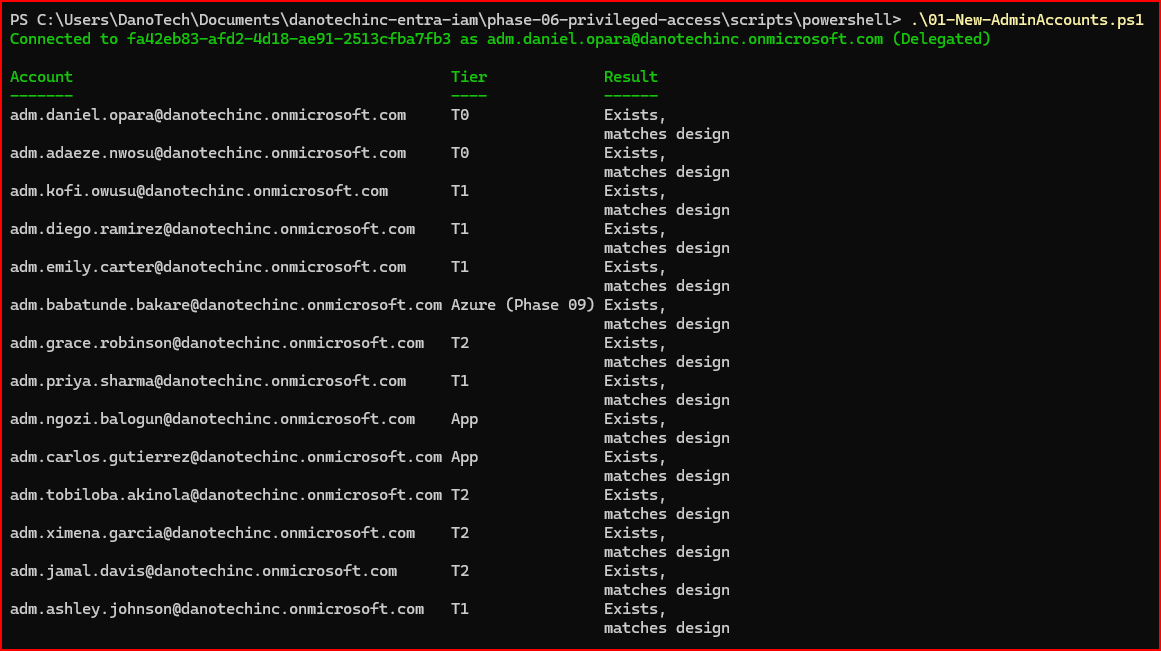 PS C:\Users\DanoTech\Documents\danotechinc-entra-iam\phase-06-privileged-access\scripts\powershell> .\01-New-AdminAccounts.ps1
Connected to fa42eb83-afd2-4d18-ae91-2513cfba7fb3 as adm.daniel.opara@danotechinc.onmicrosoft.com (Delegated)
Account Tier Result
------- ---- ------
adm.daniel.opara@danotechinc.onmicrosoft.com T0 Exists,
matches design
adm.adaeze.nwosu@danotechinc.onmicrosoft.com T0 Exists,
matches design
adm.kofi.owusu@danotechinc.onmicrosoft.com T1 Exists,
matches design
adm.diego.ramirez@danotechinc.onmicrosoft.com T1 Exists,
matches design
adm.emily.carter@danotechinc.onmicrosoft.com T1 Exists,
matches design
adm.babatunde.bakare@danotechinc.onmicrosoft.com Azure (Phase 09) Exists,
matches design
adm.grace.robinson@danotechinc.onmicrosoft.com T2 Exists,
matches design
adm.priya.sharma@danotechinc.onmicrosoft.com T1 Exists,
matches design
adm.ngozi.balogun@danotechinc.onmicrosoft.com App Exists,
matches design
adm.carlos.gutierrez@danotechinc.onmicrosoft.com App Exists,
matches design
adm.tobiloba.akinola@danotechinc.onmicrosoft.com T2 Exists,
matches design
adm.ximena.garcia@danotechinc.onmicrosoft.com T2 Exists,
matches design
adm.jamal.davis@danotechinc.onmicrosoft.com T2 Exists,
matches design
adm.ashley.johnson@danotechinc.onmicrosoft.com T1 Exists,
matches design